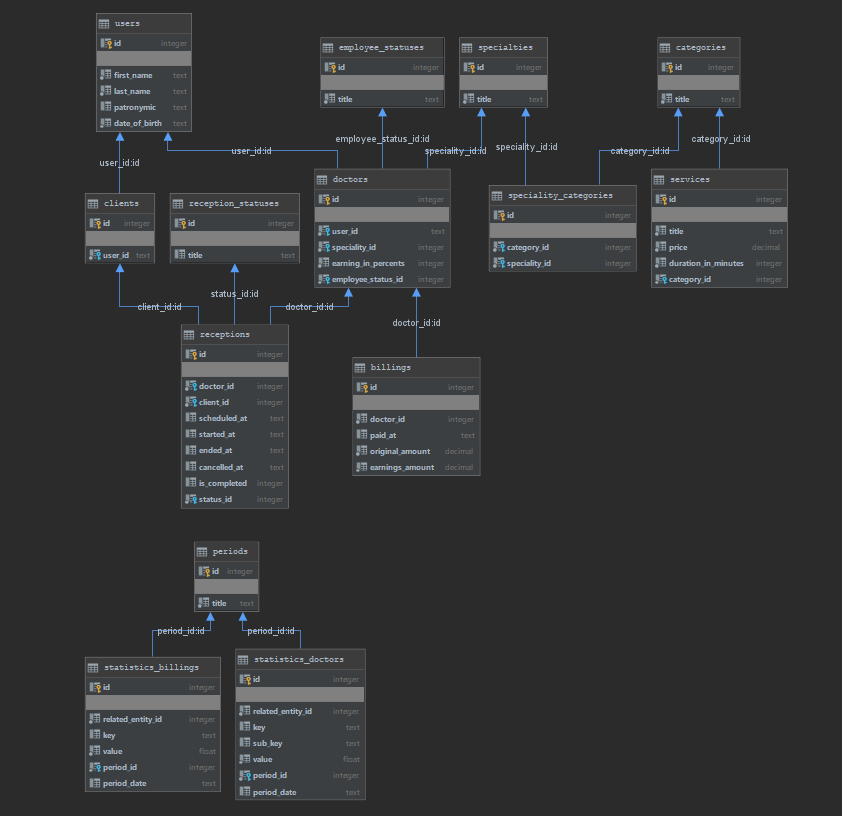 users
id integer
first_name text
last_name text
patronymic text
date_of_birth text
employee_statuses
id integer
title text
specialties
id integer
title text
categories
id integer
title text
user_id:id
user_id:id
employee_status_id:id
speciality_id:id
speciality_id:id
category_id:id
category_id:id
clients
id integer
user_id text
reception_statuses
id integer
title text
doctors
id integer
user_id text
speciality_id integer
earning_in_percents integer
employee_status_id integer
speciality_categories
id integer
category_id integer
speciality_id integer
services
id integer
title text
price decimal
duration_in_minutes integer
category_id integer
client_id:id
status_id:id
doctor_id:id
doctor_id:id
receptions
id integer
doctor_id integer
client_id integer
scheduled_at text
started_at text
ended_at text
cancelled_at text
is_completed integer
status_id integer
billings
id integer
doctor_id integer
paid_at text
original_amount decimal
earnings_amount decimal
periods
id integer
title text
period_id:id
period_id:id
statistics_billings
id integer
related_entity_id integer
key text
value float
period_id integer
period_date text
statistics_doctors
id integer
related_entity_id integer
key text
sub_key text
value float
period_id integer
period_date text